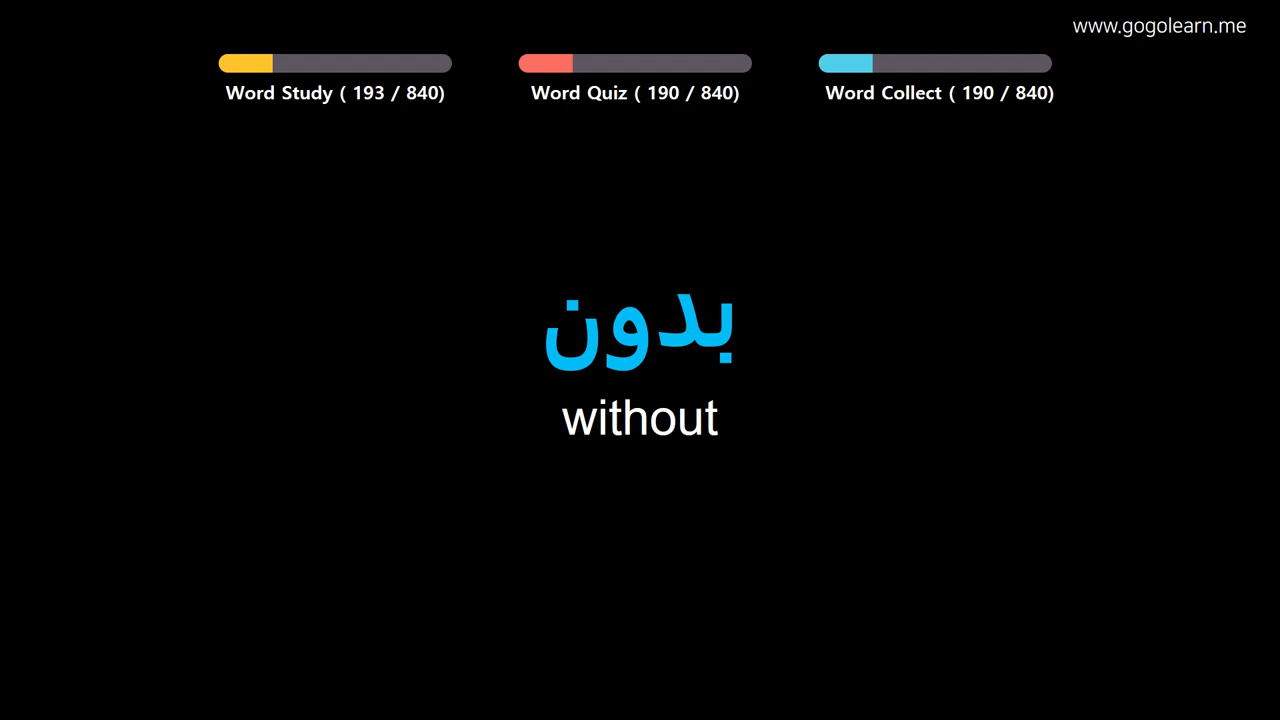 www.gogolearn.me
Word Study ( 193 / 840)
Word Quiz ( 190 / 840)
Word Collect ( 190 / 840)
بدون
without